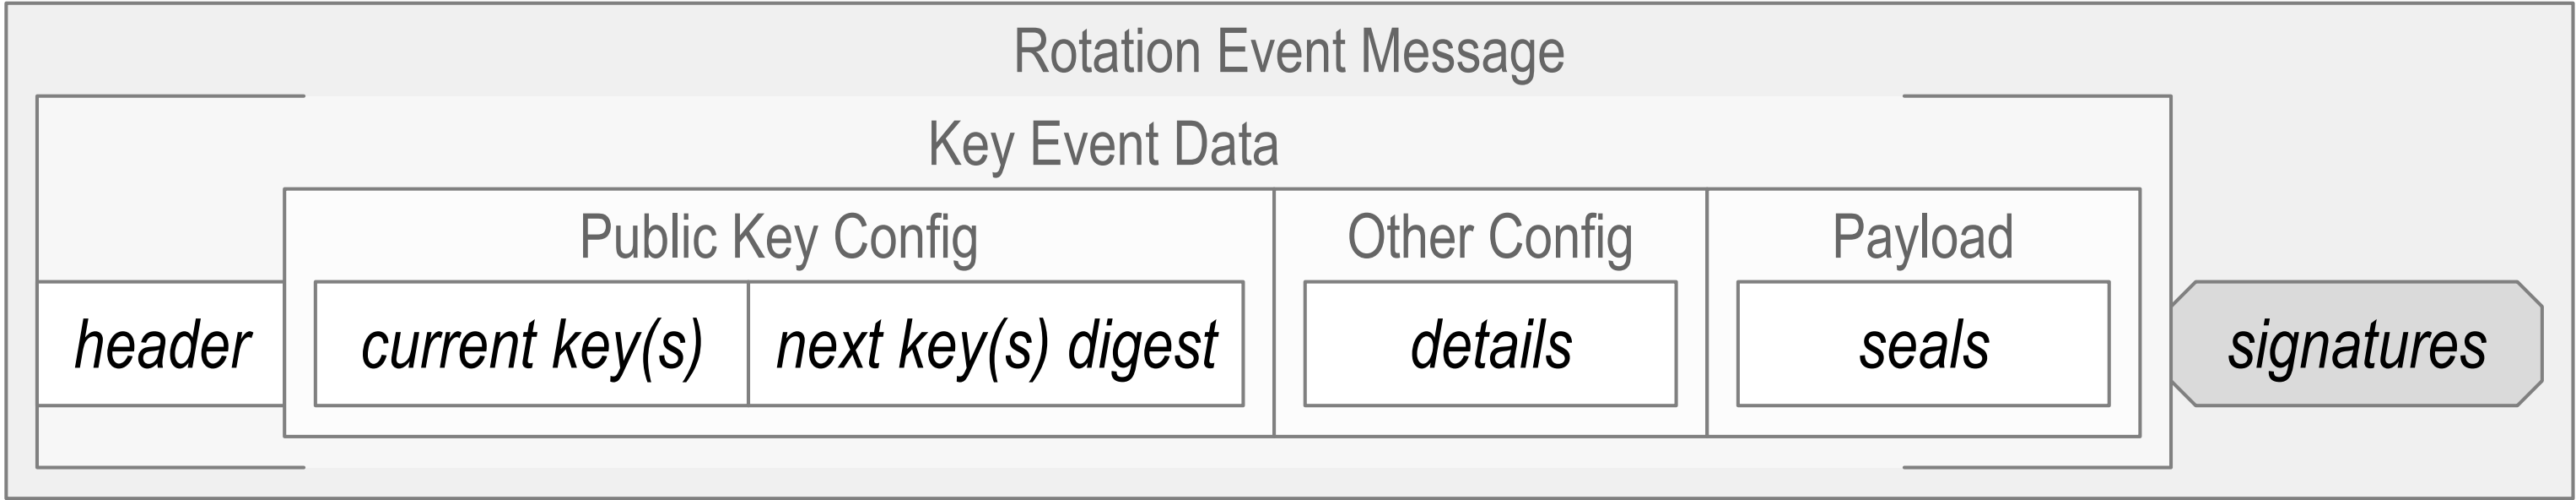 Rotation Event Message
Key Event Data
Public Key Config
Other Config
Payload
header
current key(s)
next key(s) digest
details
seals
signatures